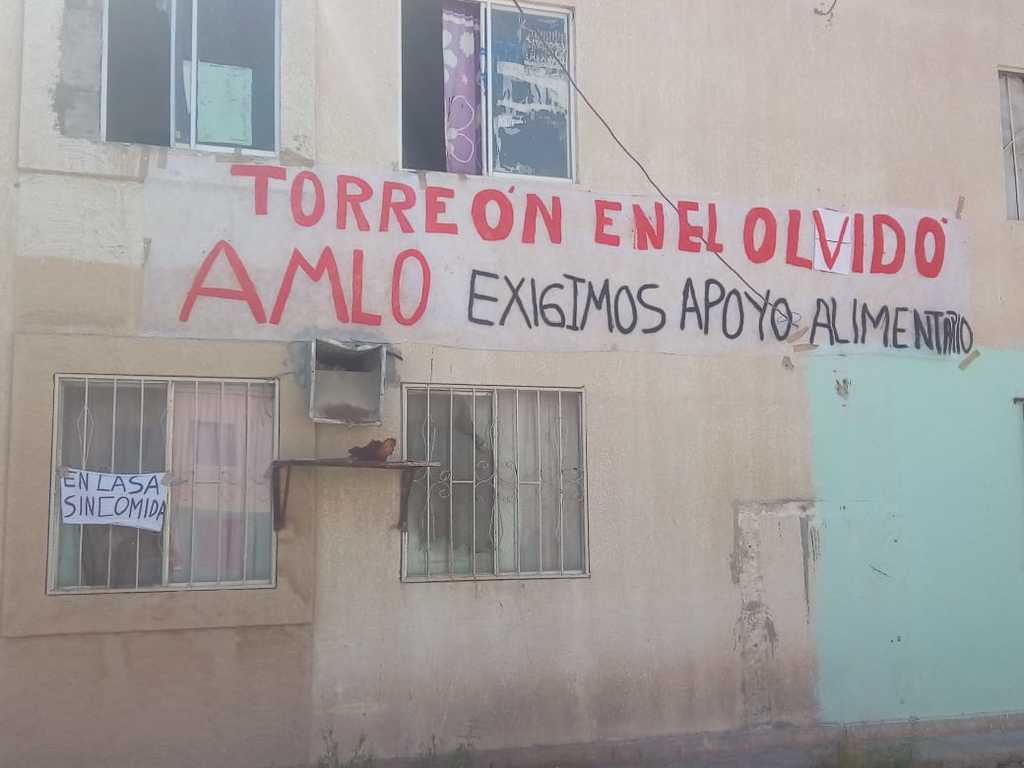 TORREÓN EN EL OLVIDO
AMLO EXIGIMOS APOYO ALIMENTARIO
EN LASA
SIN COMIDA